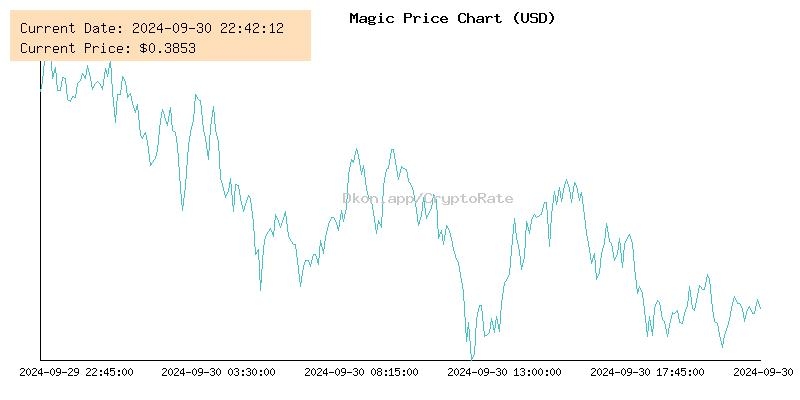 Magic Price Chart (USD)
Current Date: 2024-09-30 22:42:12
Current Price: $0.3853
Dkon.app/CryptoRate
2024-09-29 22:45:00 2024-09-30 03:30:00 2024-09-30 08:15:00 2024-09-30 13:00:00 2024-09-30 17:45:00 2024-09-30